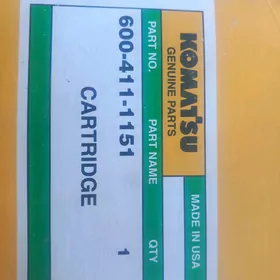 KOMATSU
GENUINE PARTS
MADE IN USA
PART NO. PART NAME QTY
600-411-1151
CARTRIDGE 1